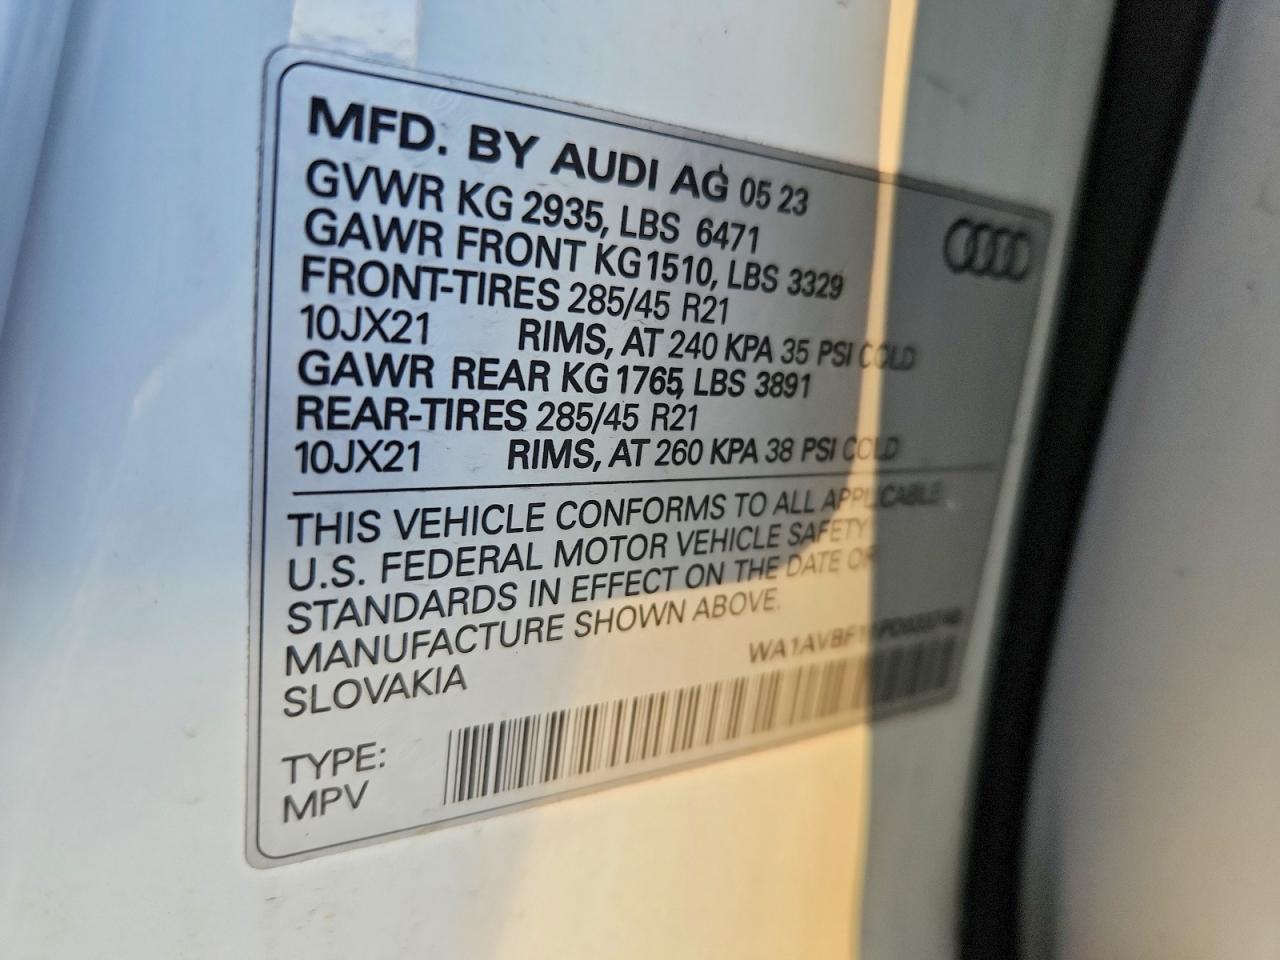 MFD. BY AUDI AG 05 23
GVWR KG 2935, LBS 6471
GAWR FRONT KG1510, LBS 3329
FRONT-TIRES 285/45 R21
10JX21 RIMS, AT 240 KPA 35 PSI COLD
GAWR REAR KG 1765, LBS 3891
REAR-TIRES 285/45 R21
10JX21 RIMS, AT 260 KPA 38 PSI COLD
THIS VEHICLE CONFORMS TO ALL APPLICABLE
U.S. FEDERAL MOTOR VEHICLE SAFETY
STANDARDS IN EFFECT ON THE DATE OF
MANUFACTURE SHOWN ABOVE.
SLOVAKIA
TYPE:
MPV